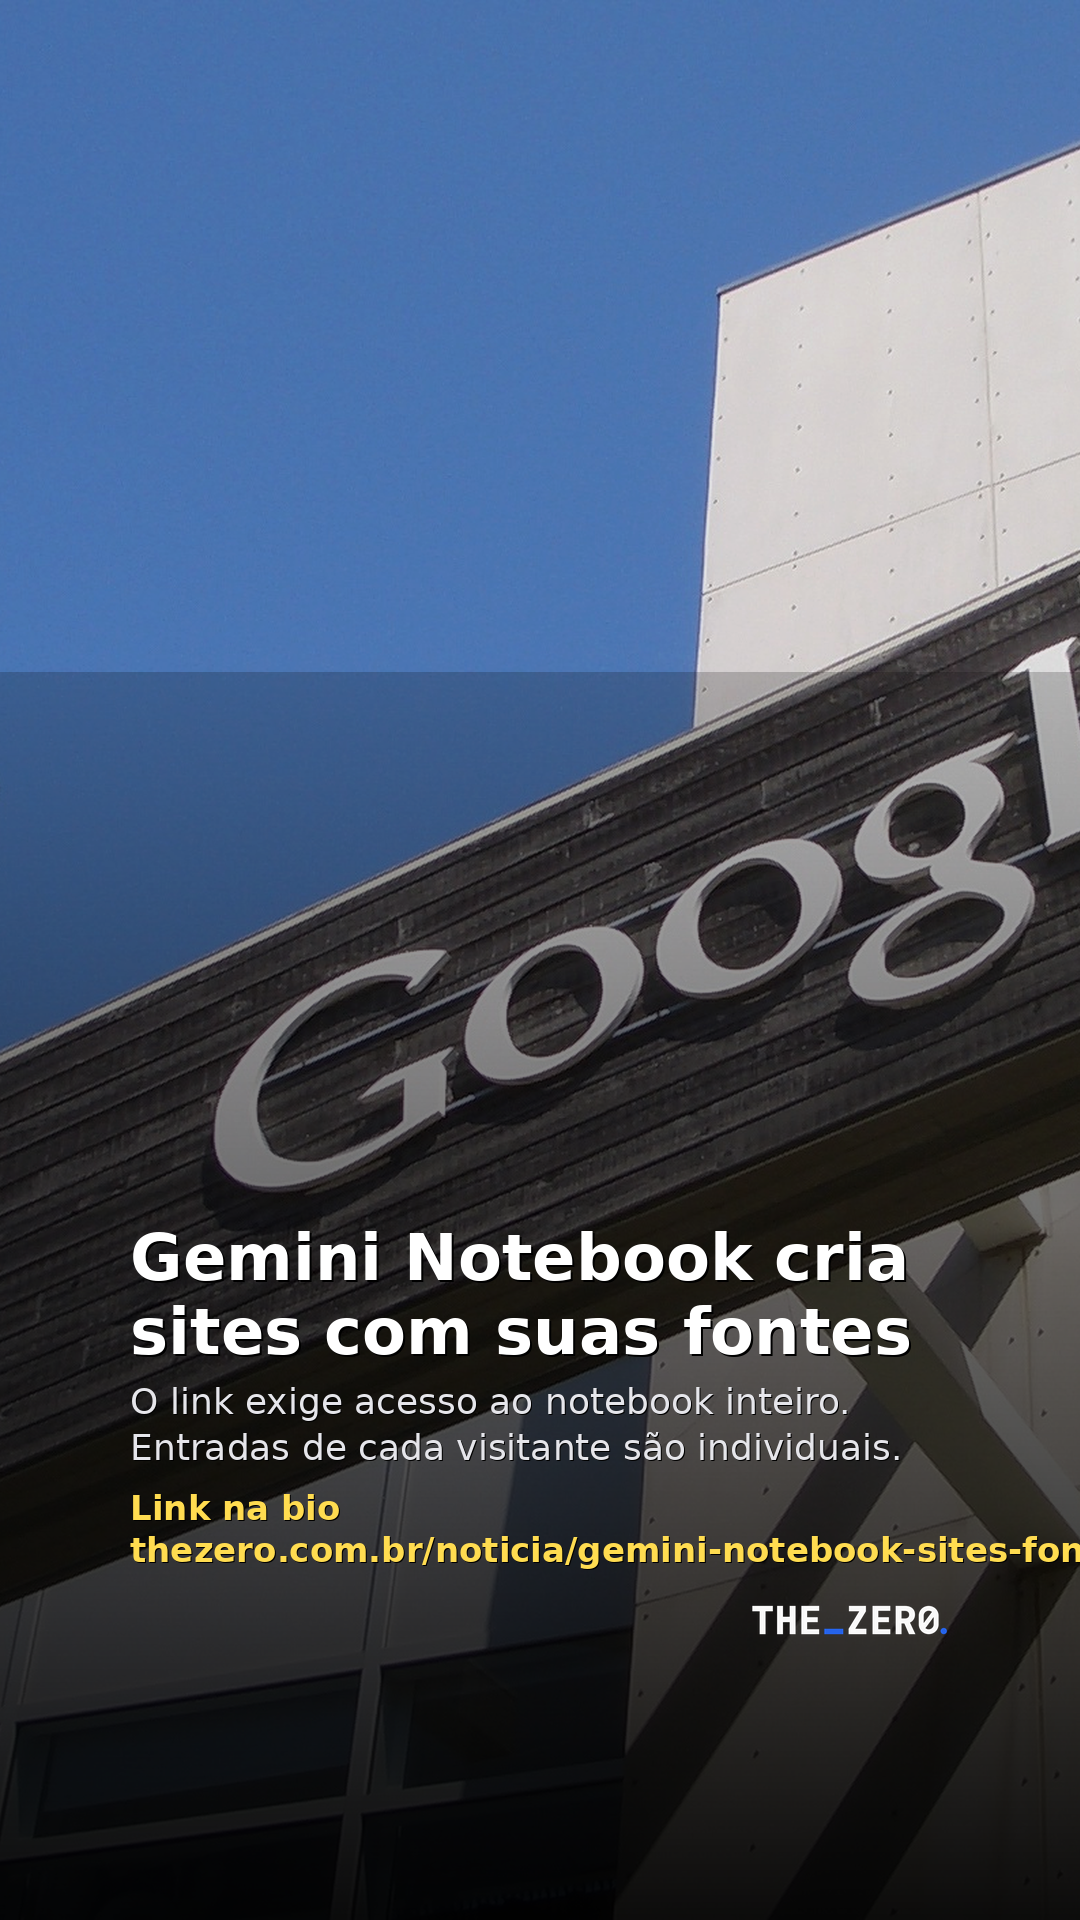 Googl
Gemini Notebook cria
sites com suas fontes
O link exige acesso ao notebook inteiro.
Entradas de cada visitante são individuais.
Link na bio
thezero.com.br/noticia/gemini-notebook-sites-fon
THE_ZERO.